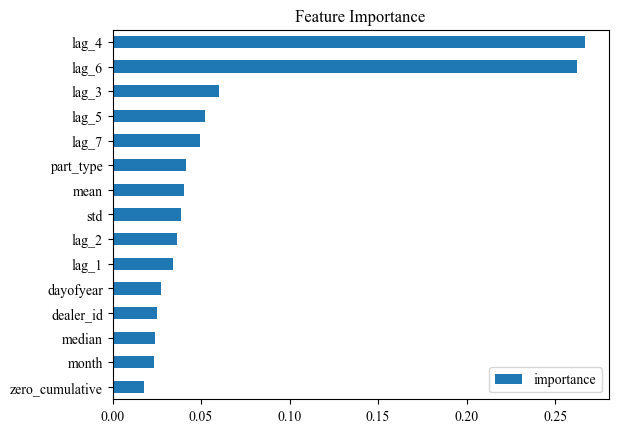 Feature Importance
lag_4
lag_6
lag_3
lag_5
lag_7
part_type
mean
std
lag_2
lag_1
dayofyear
dealer_id
median
month
zero_cumulative
importance
0.00 0.05 0.10 0.15 0.20 0.25